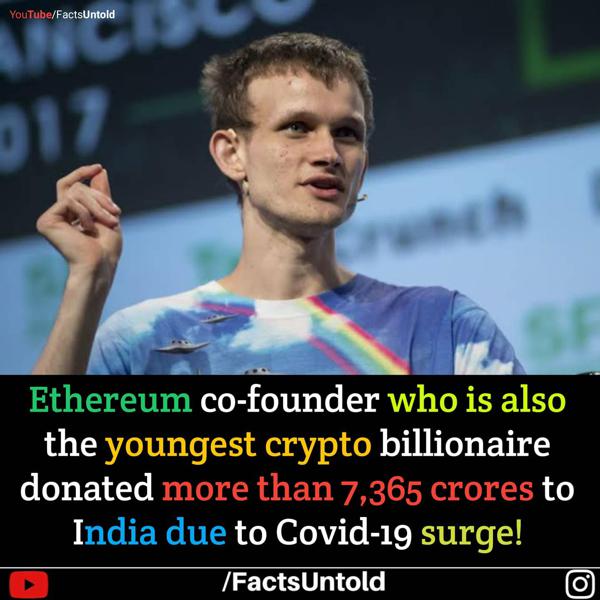 YouTube/FactsUntold
ANCISCO
017
Crunch
SF
Ethereum co-founder who is also
the youngest crypto billionaire
donated more than 7,365 crores to
India due to Covid-19 surge!
/FactsUntold